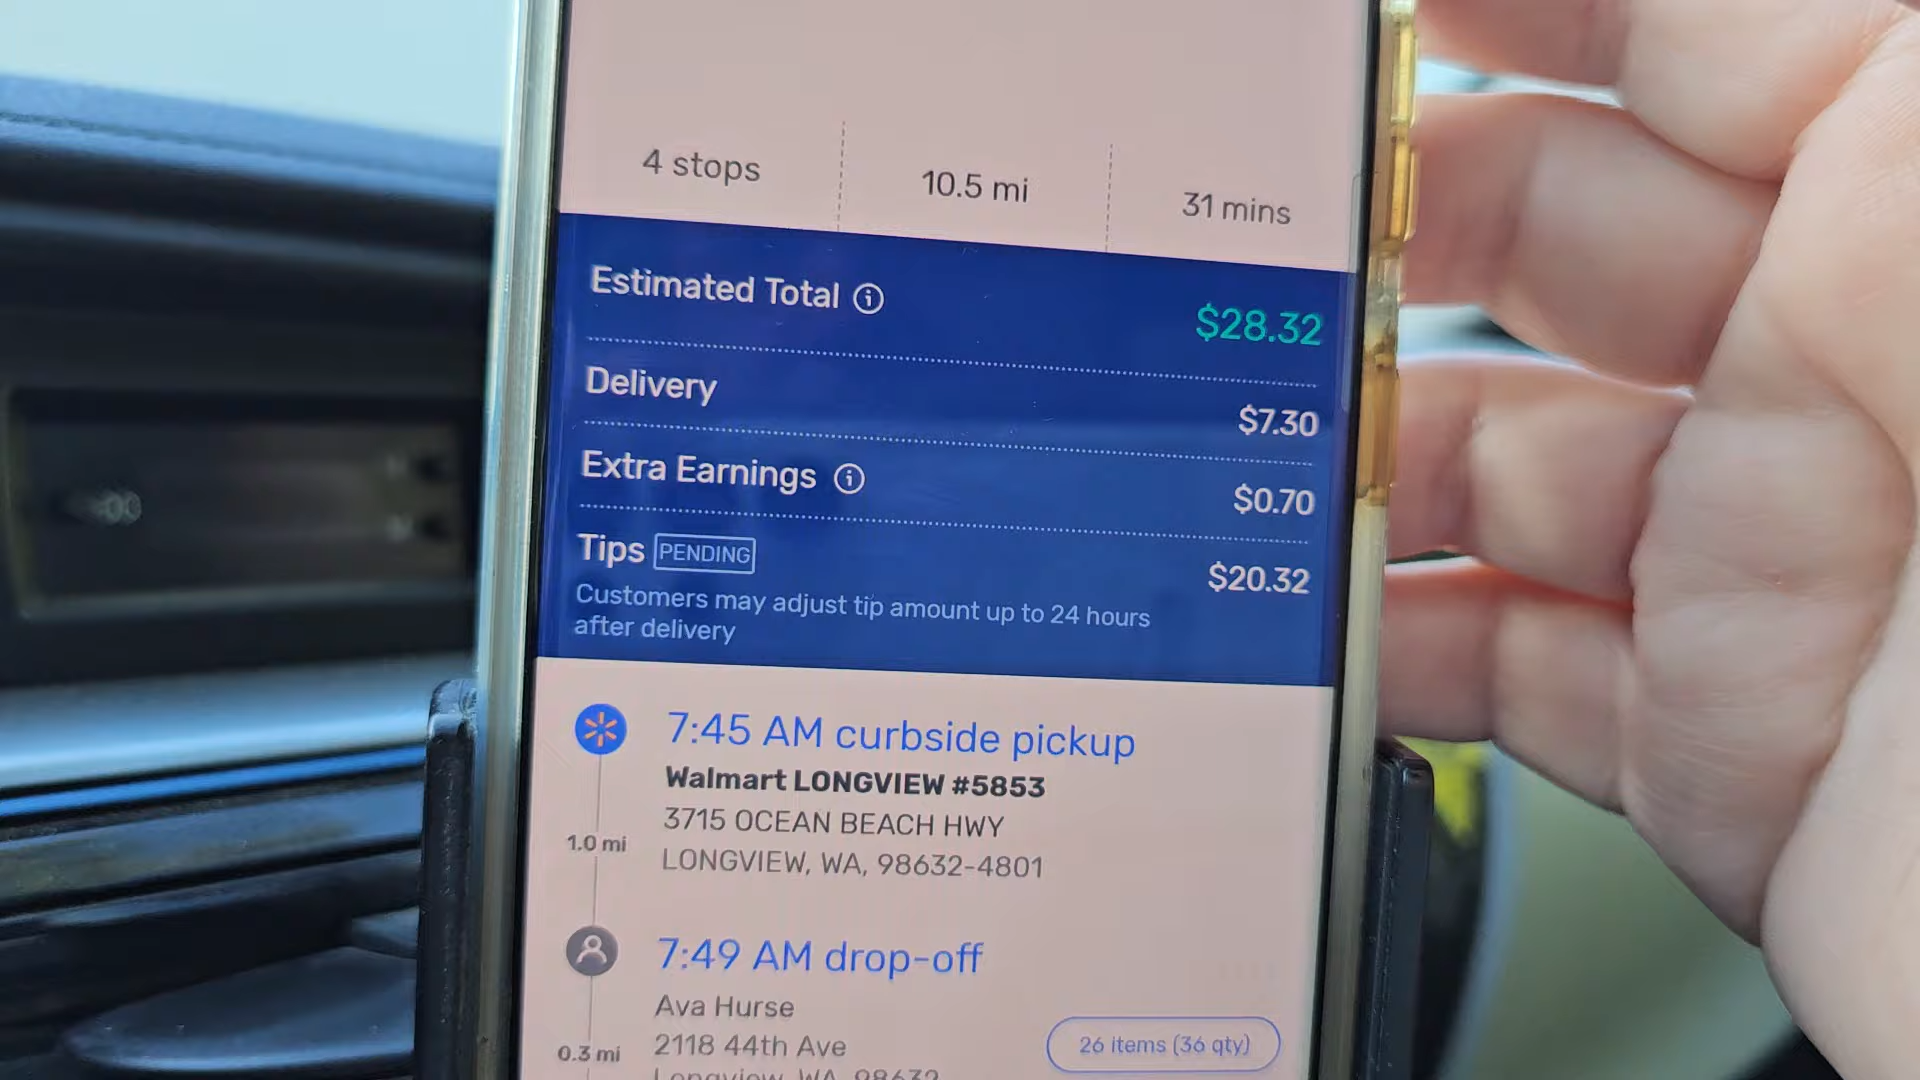 4 stops
10.5 mi
31 mins
Estimated Total
$28.32
Delivery
$7.30
Extra Earnings
$0.70
Tips PENDING
$20.32
Customers may adjust tip amount up to 24 hours
after delivery
7:45 AM curbside pickup
Walmart LONGVIEW #5853
3715 OCEAN BEACH HWY
LONGVIEW, WA, 98632-4801
1.0 mi
7:49 AM drop-off
Ava Hurse
2118 44th Ave
26 items (36 qty)
0.3 mi
Longview, WA, 98632